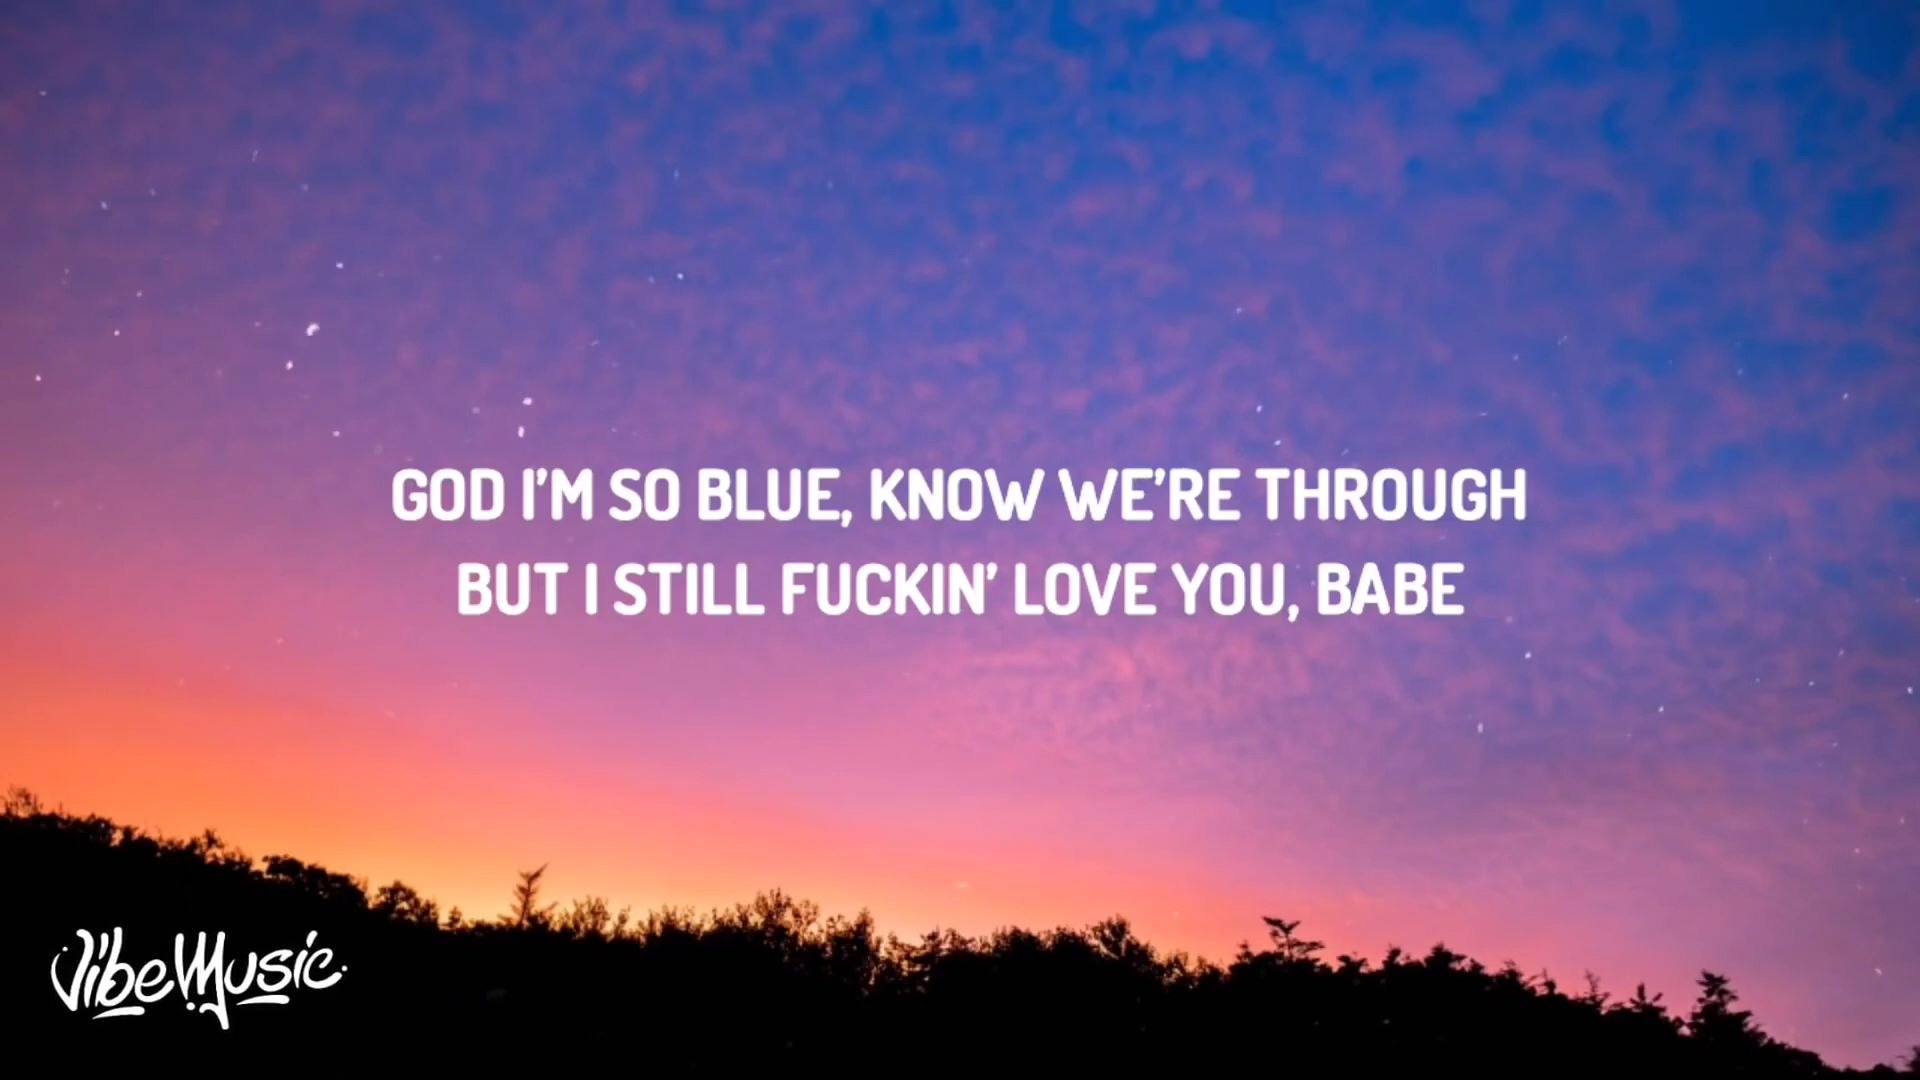 GOD I'M SO BLUE, KNOW WE'RE THROUGH
BUT I STILL FUCKIN' LOVE YOU, BABE
VibeMusic